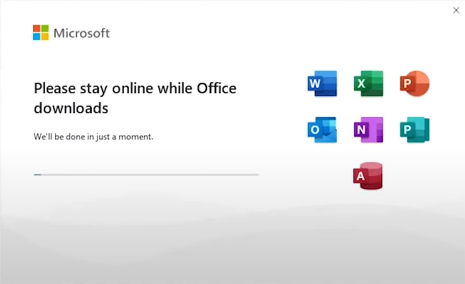 Microsoft
Please stay online while Office
downloads
We'll be done in just a moment.
W
X
P
O
N
P
A